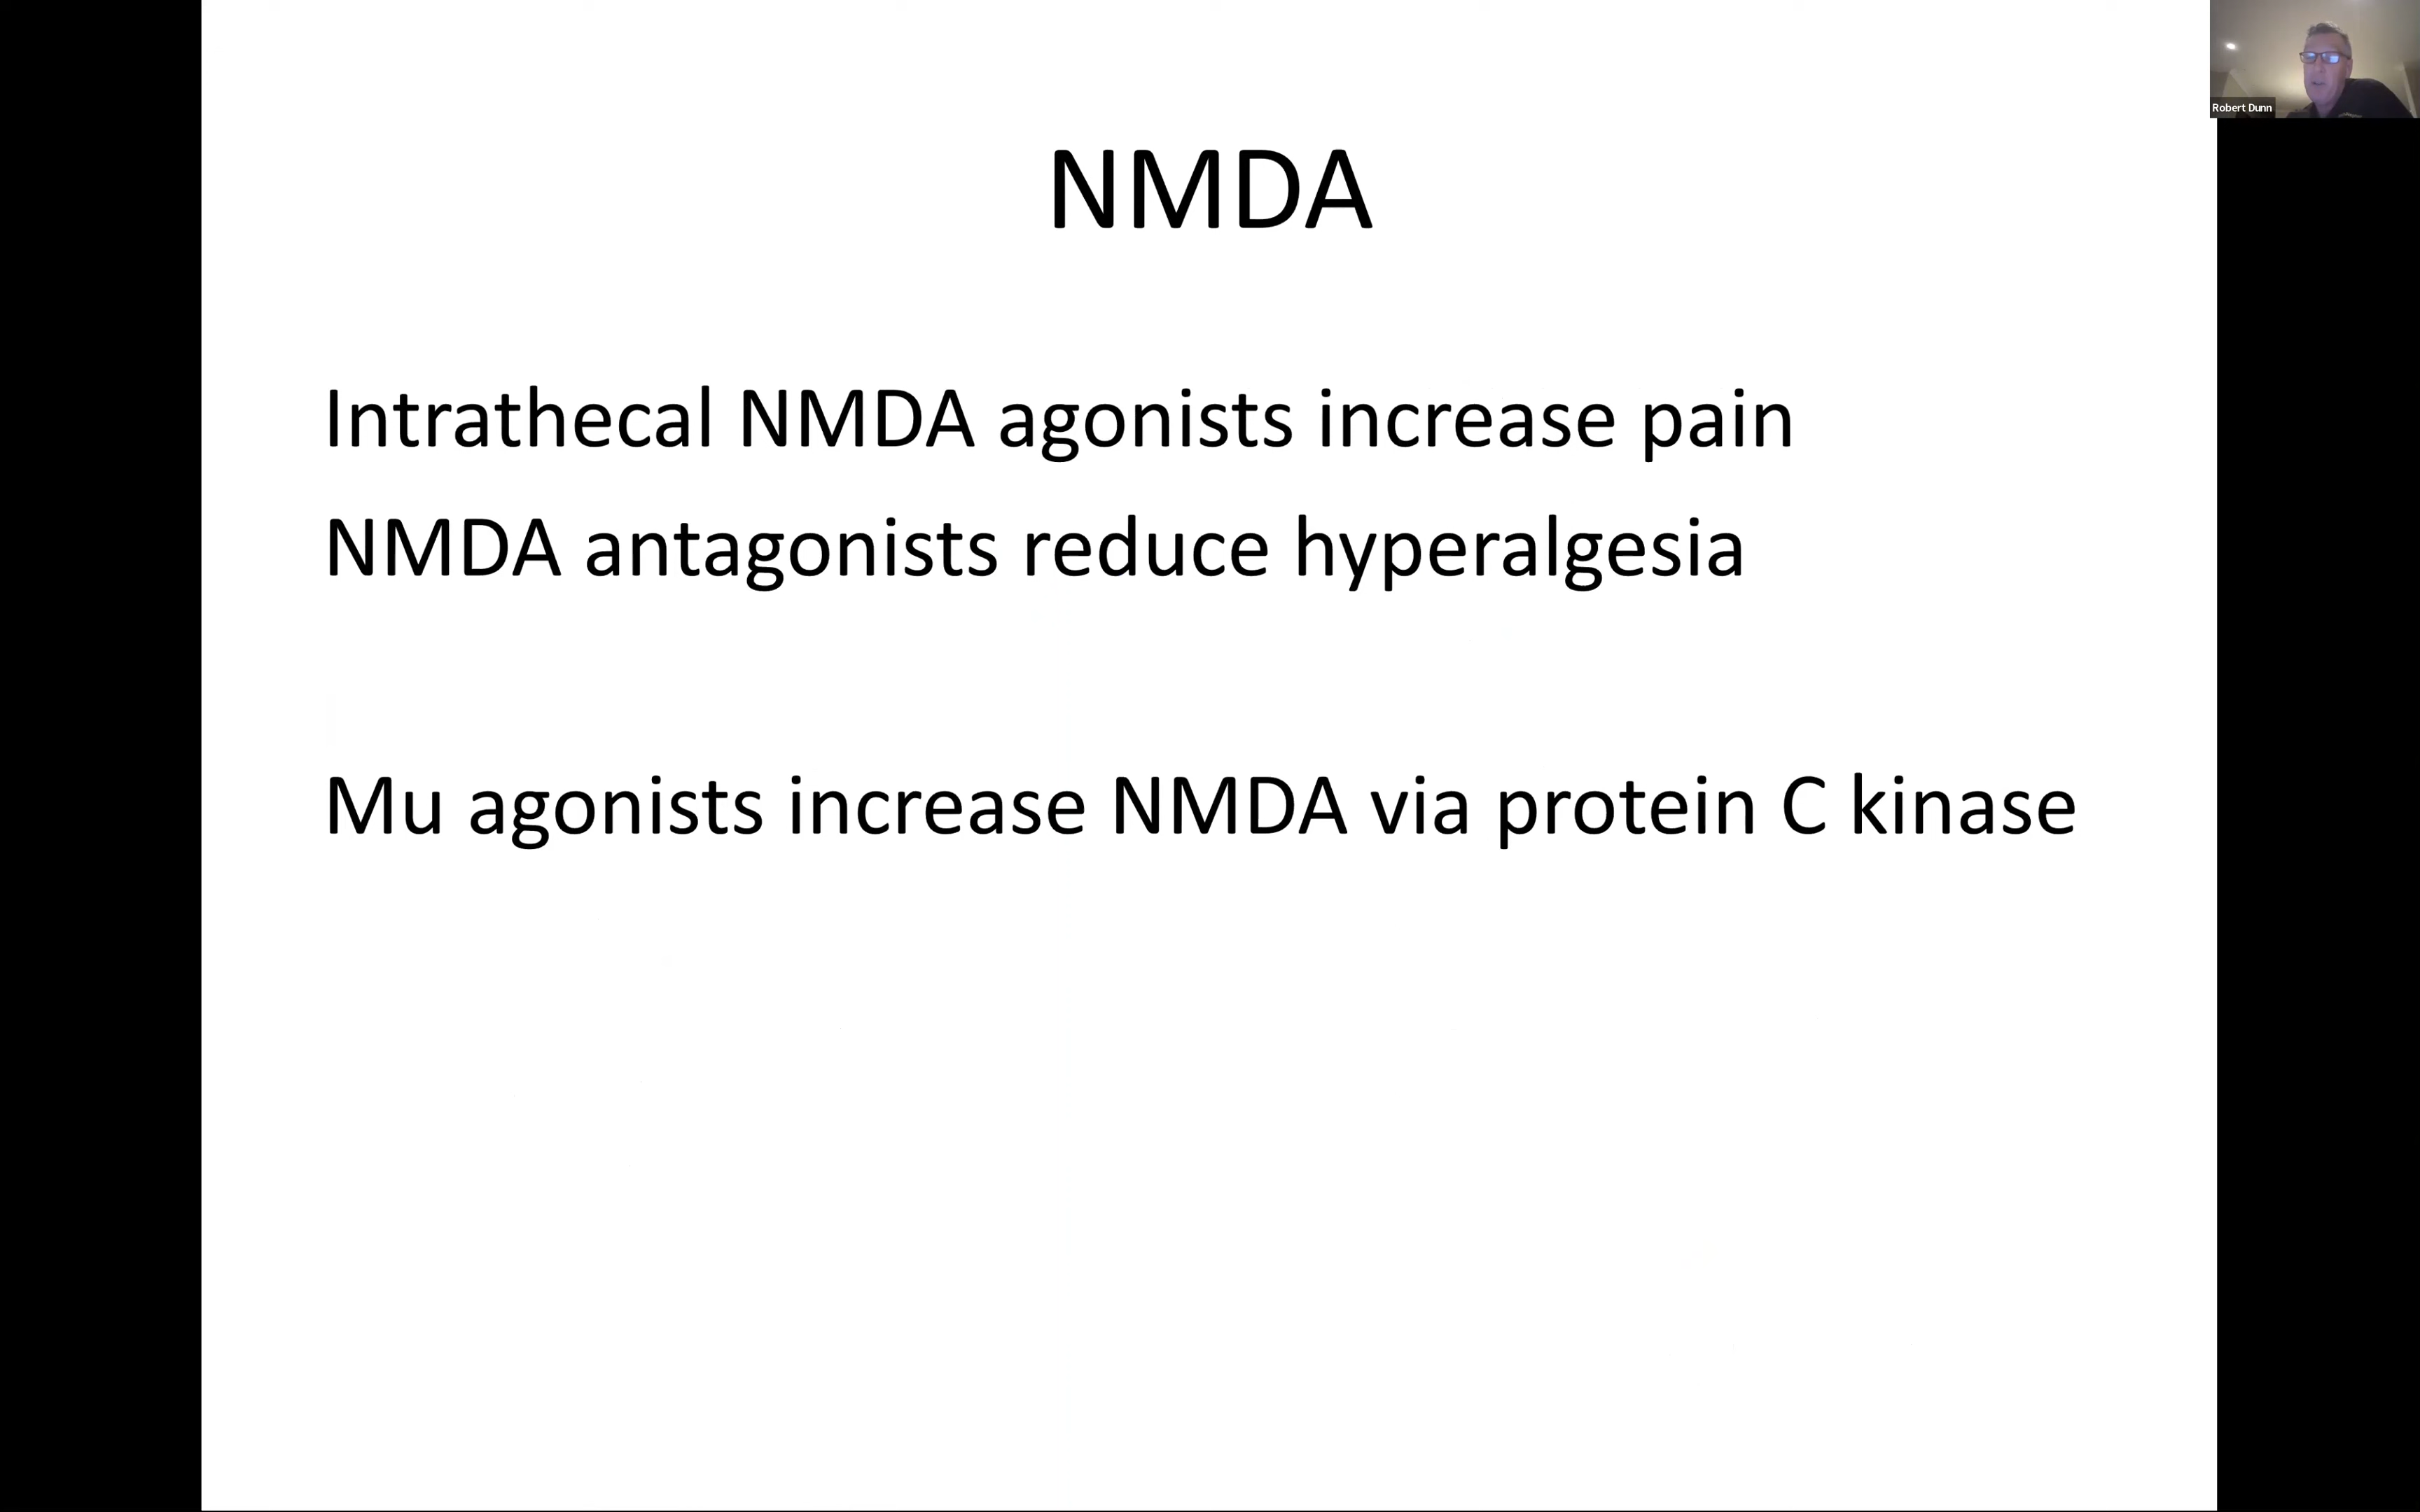 NMDA
Robert Dunn
Intrathecal NMDA agonists increase pain
NMDA antagonists reduce hyperalgesia
Mu agonists increase NMDA via protein C kinase